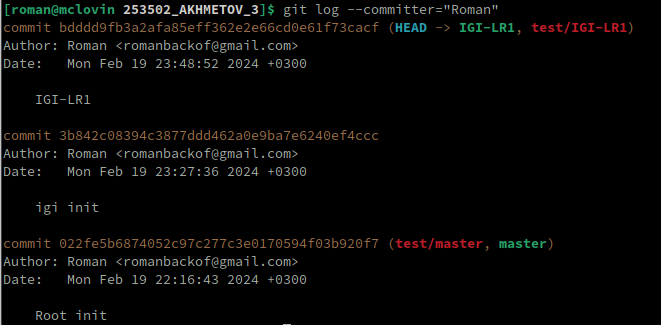 [roman@mclovin 253502_AKHMETOV_3]$ git log --committer="Roman"
commit bdddd9fb3a2afa85eff362e2e66cd0e61f73cacf (HEAD -> IGI-LR1, test/IGI-LR1)
Author: Roman <romanbackof@gmail.com>
Date:   Mon Feb 19 23:48:52 2024 +0300
IGI-LR1
commit 3b842c08394c3877ddd462a0e9ba7e6240ef4ccc
Author: Roman <romanbackof@gmail.com>
Date:   Mon Feb 19 23:27:36 2024 +0300
igi init
commit 022fe5b6874052c97c277c3e0170594f03b920f7 (test/master, master)
Author: Roman <romanbackof@gmail.com>
Date:   Mon Feb 19 22:16:43 2024 +0300
Root init